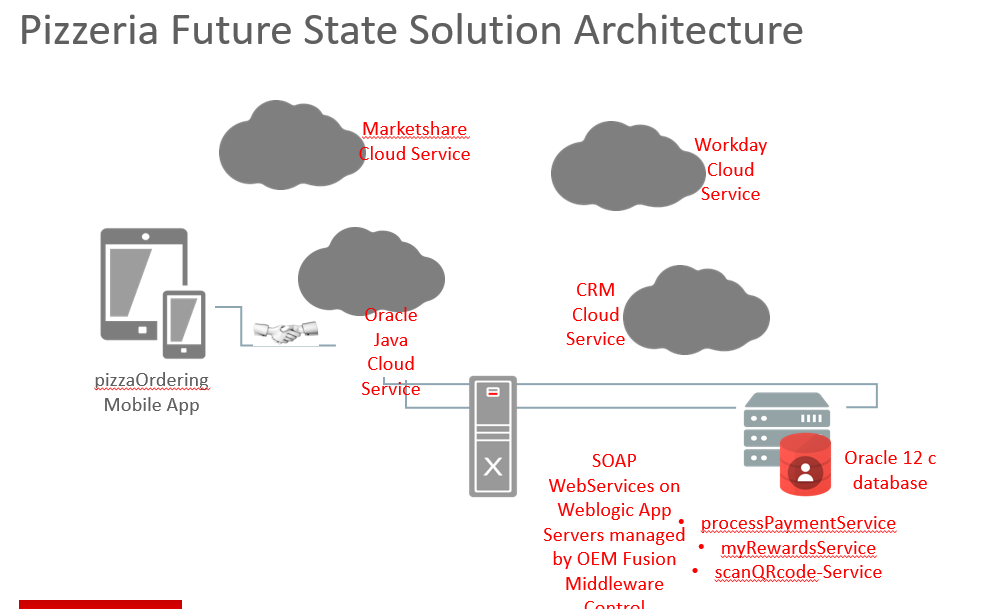 Pizzeria Future State Solution Architecture
Marketshare
Cloud Service
Workday
Cloud
Service
CRM
Cloud
Service
Oracle
Java
Cloud
Service
pizzaOrdering
Mobile App
X
Oracle 12 c
database
SOAP
WebServices on
Weblogic App
Servers managed
by OEM Fusion
Middleware
Control
• processPaymentService
• myRewardsService
• scanQRcode-Service